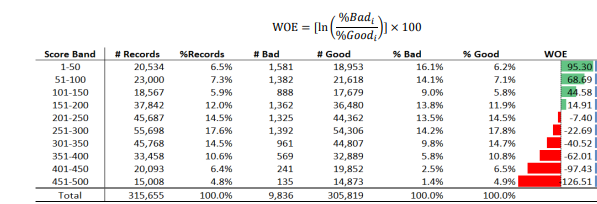 WOE = [ln(%Bad_i/%Good_i)] × 100
Score Band # Records %Records # Bad # Good % Bad % Good WOE
1-50 20,534 6.5% 1,581 18,953 16.1% 6.2% 95.30
51-100 23,000 7.3% 1,382 21,618 14.1% 7.1% 68.69
101-150 18,567 5.9% 888 17,679 9.0% 5.8% 44.58
151-200 37,842 12.0% 1,362 36,480 13.8% 11.9% 14.91
201-250 45,687 14.5% 1,325 44,362 13.5% 14.5% -7.40
251-300 55,698 17.6% 1,392 54,306 14.2% 17.8% -22.69
301-350 45,768 14.5% 961 44,807 9.8% 14.7% -40.52
351-400 33,458 10.6% 569 32,889 5.8% 10.8% -62.01
401-450 20,093 6.4% 241 19,852 2.5% 6.5% -97.43
451-500 15,008 4.8% 135 14,873 1.4% 4.9% -126.51
Total 315,655 100.0% 9,836 305,819 100.0% 100.0%